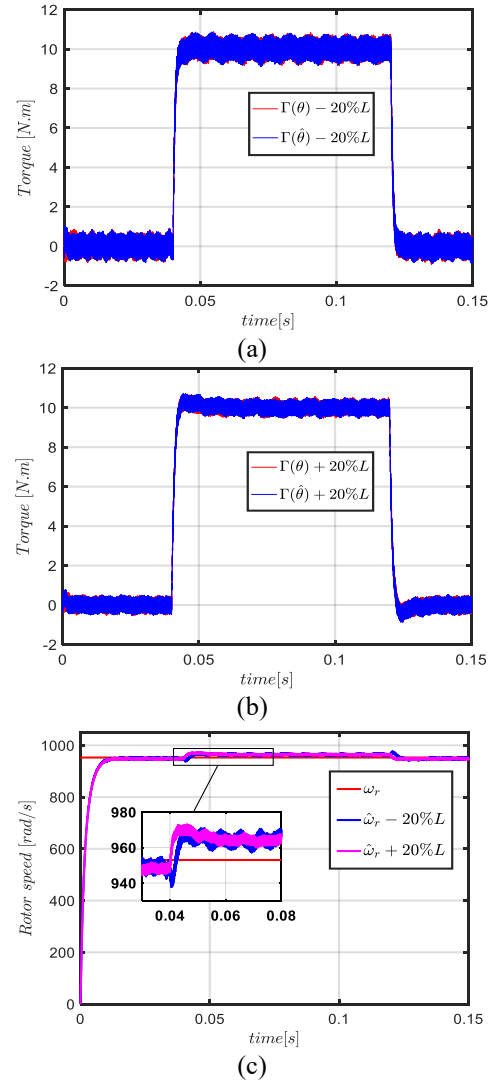 12
10
8
6
4
2
0
-2
Torque [N.m]
Γ(θ) − 20%L
Γ(θ̂) − 20%L
0 0.05 0.1 0.15
time[s]
(a)
12
10
8
6
4
2
0
-2
Torque [N.m]
Γ(θ) + 20%L
Γ(θ̂) + 20%L
0 0.05 0.1 0.15
time[s]
(b)
1000
800
600
400
200
0
Rotor speed [rad/s]
ω_r
ω̂_r − 20%L
ω̂_r + 20%L
980
960
940
0.04 0.06 0.08
0 0.05 0.1 0.15
time[s]
(c)